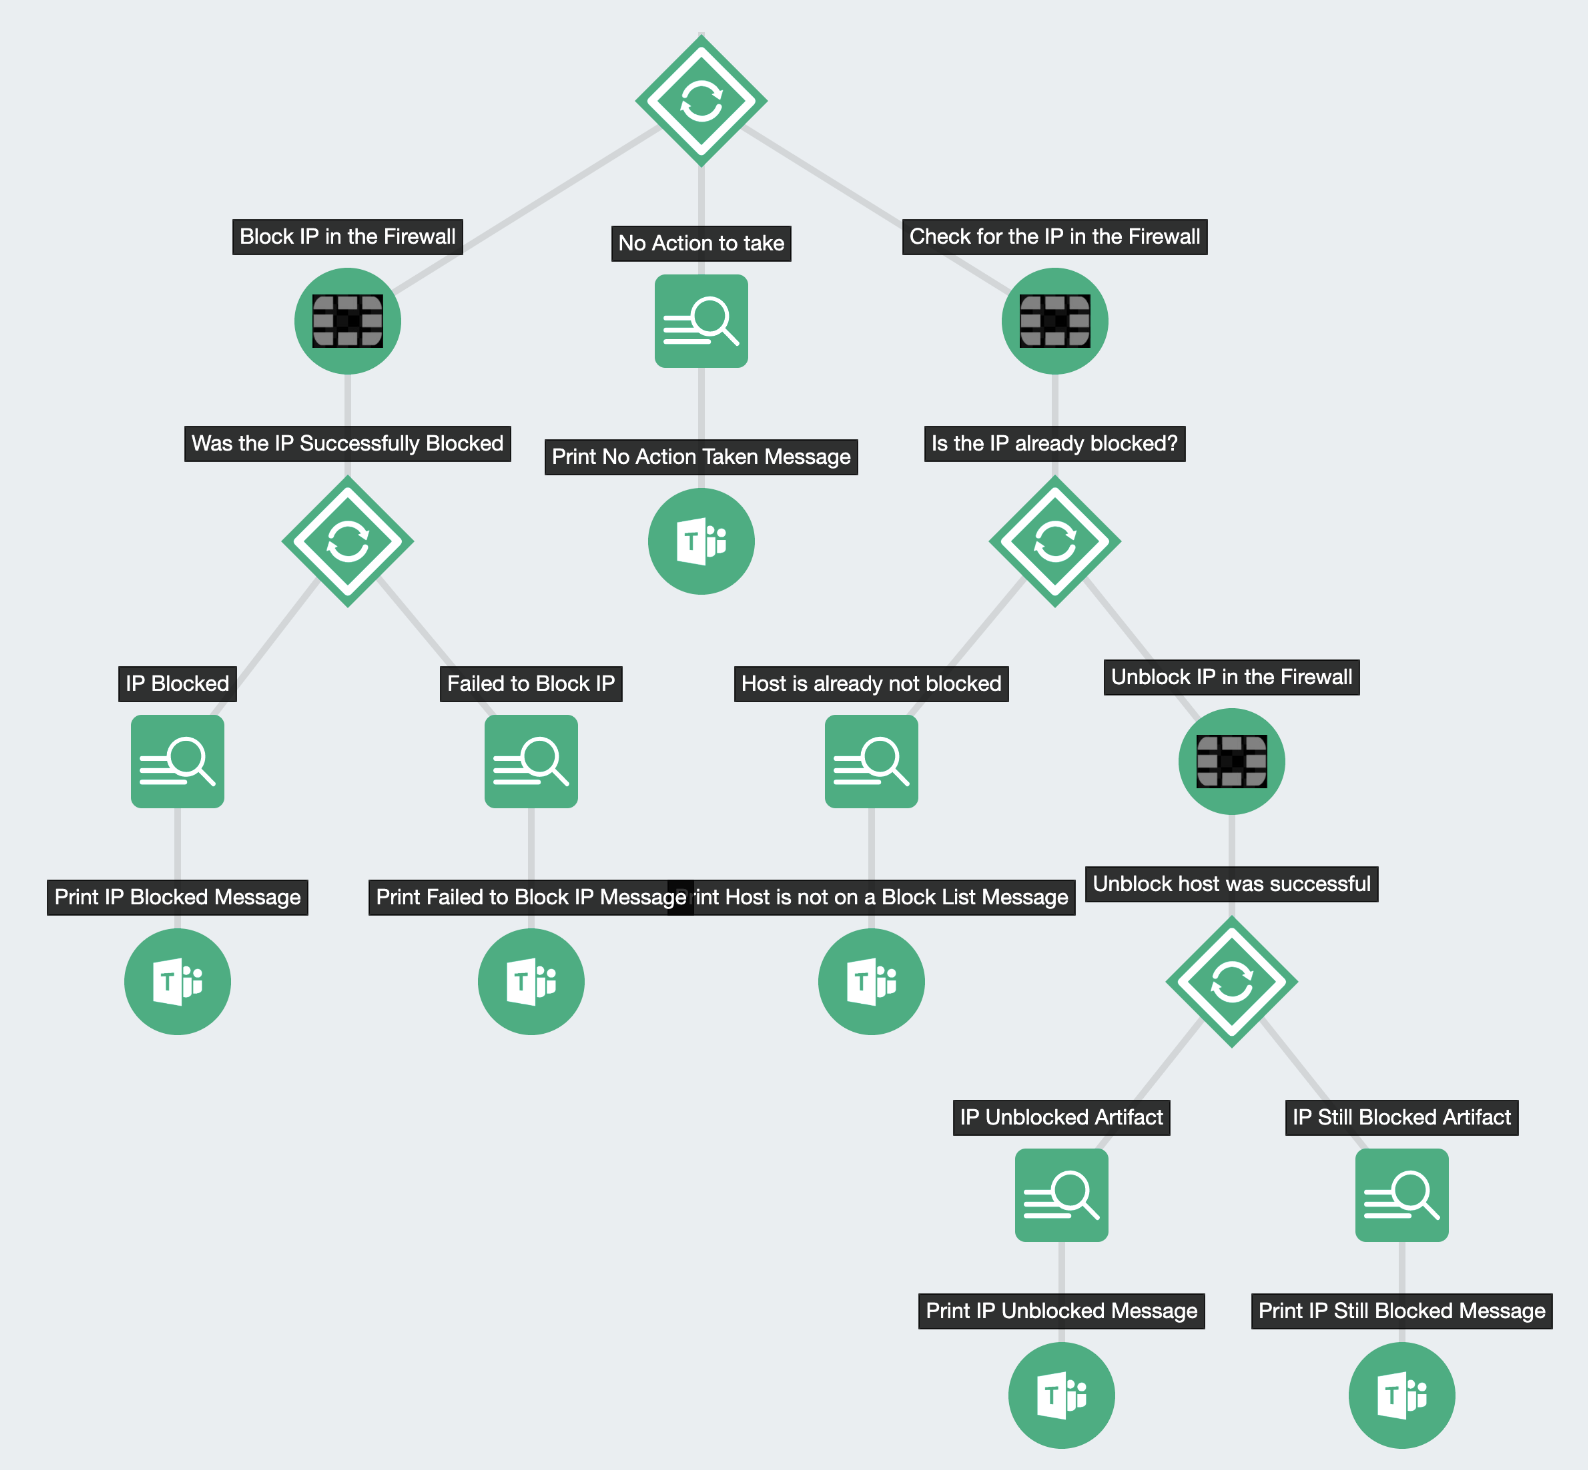 Block IP in the Firewall
No Action to take
Check for the IP in the Firewall
Was the IP Successfully Blocked
Print No Action Taken Message
Is the IP already blocked?
T
IP Blocked
Failed to Block IP
Host is already not blocked
Unblock IP in the Firewall
Print IP Blocked Message
Print Failed to Block IP Message
Print Host is not on a Block List Message
Unblock host was successful
T
T
T
IP Unblocked Artifact
IP Still Blocked Artifact
Print IP Unblocked Message
Print IP Still Blocked Message
T
T